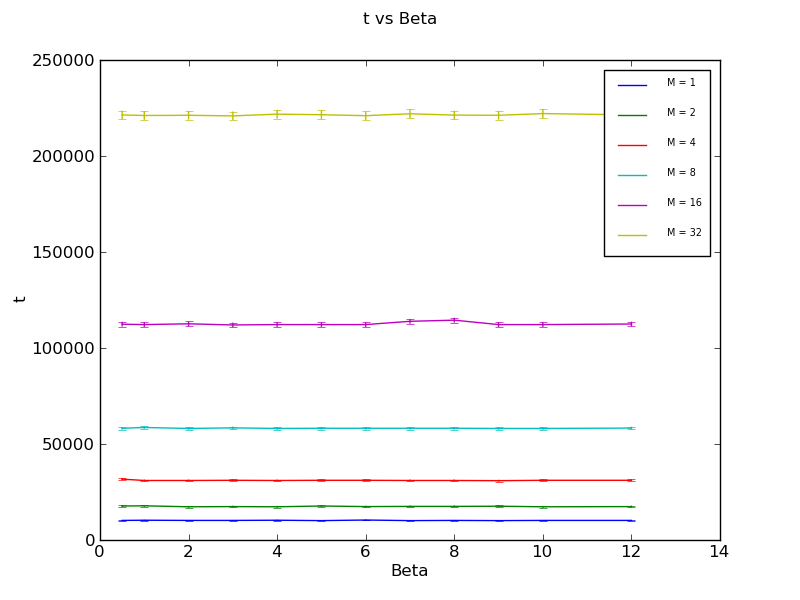 t vs Beta
250000
200000
150000
100000
50000
0
t
0 2 4 6 8 10 12 14
Beta
M = 1
M = 2
M = 4
M = 8
M = 16
M = 32